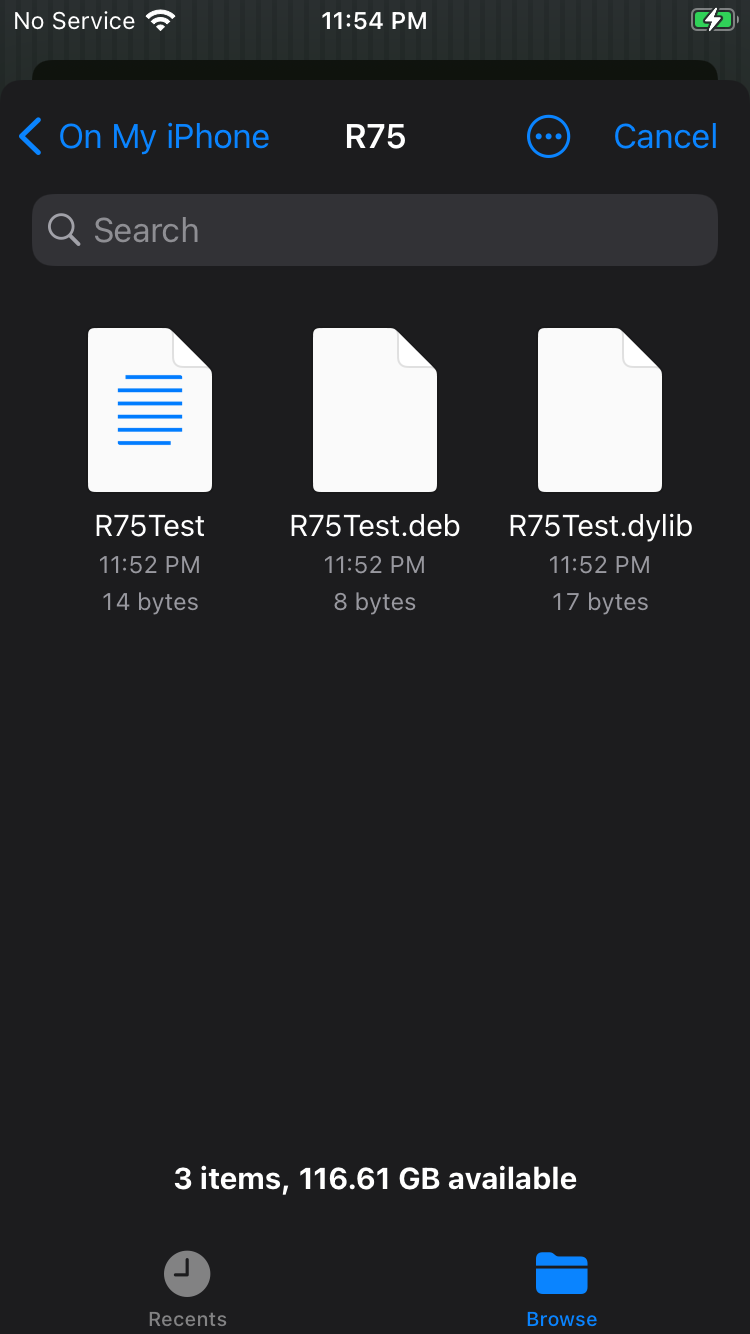 No Service 11:54 PM
On My iPhone R75 Cancel
Search
R75Test R75Test.deb R75Test.dylib
11:52 PM 11:52 PM 11:52 PM
14 bytes 8 bytes 17 bytes
3 items, 116.61 GB available
Recents Browse